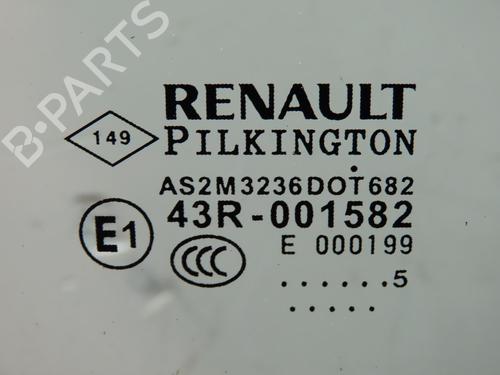 RENAULT
149
PILKINGTON
AS2M3236DOT682
E1
43R-001582
CCC
E 000199
. . . . . . 5
. . . . .
B-PARTS